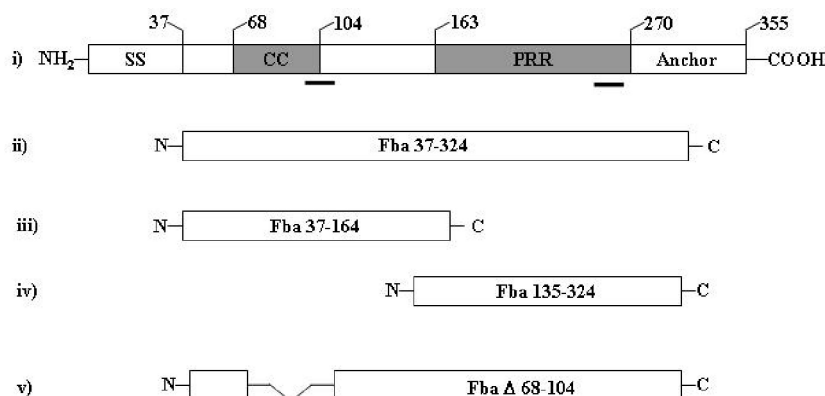 37 68 104 163 270 355
i) NH₂ SS CC PRR Anchor COOH
ii) N Fba 37-324 C
iii) N Fba 37-164 C
iv) N Fba 135-324 C
v) N Fba Δ 68-104 C